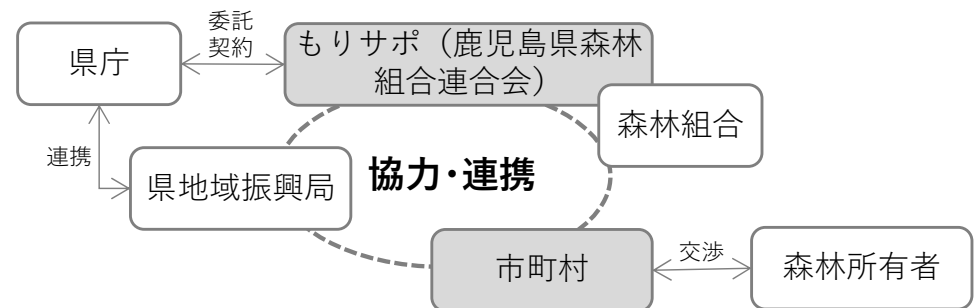 委託
契約
県庁
もりサポ（鹿児島県森林
組合連合会）
森林組合
連携
県地域振興局
協力・連携
市町村
交渉
森林所有者